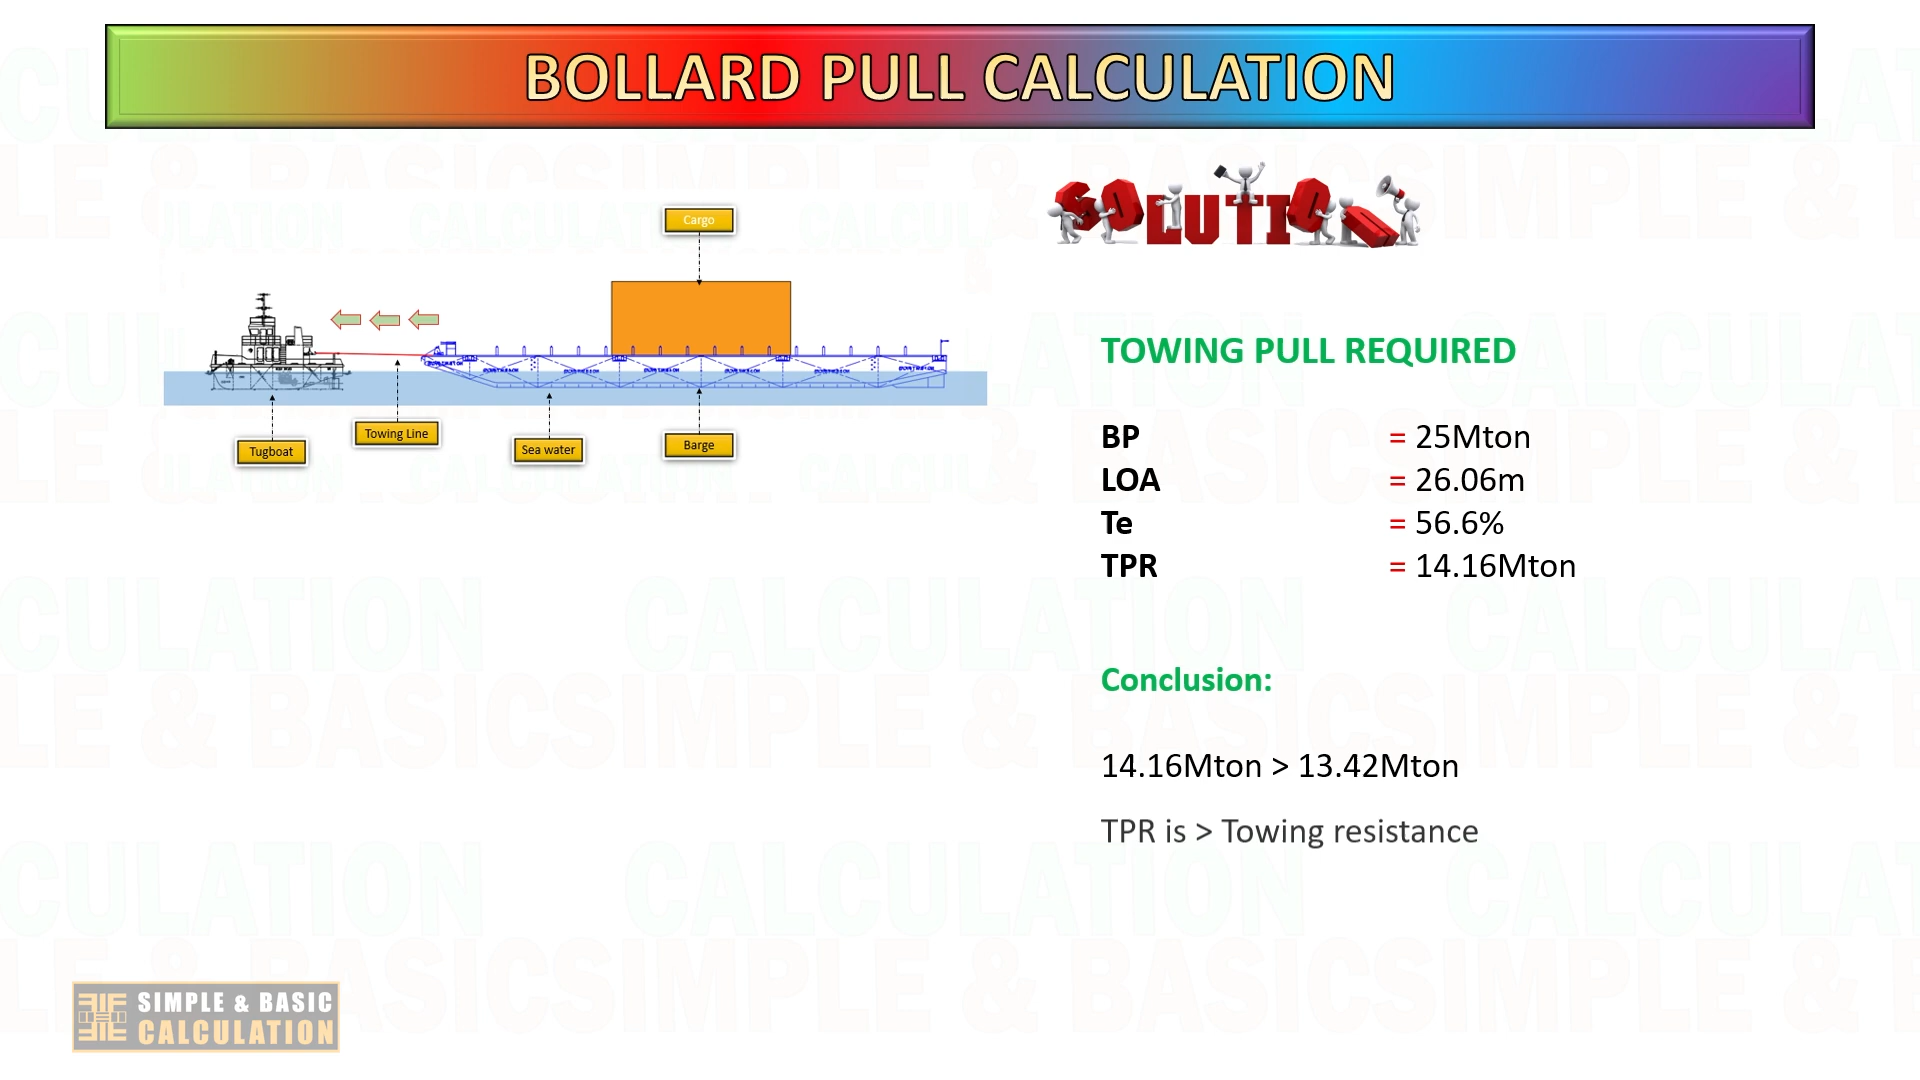 BOLLARD PULL CALCULATION
SOLUTION
Cargo
Tugboat
Towing Line
Sea water
Barge
TOWING PULL REQUIRED
BP = 25Mton
LOA = 26.06m
Te = 56.6%
TPR = 14.16Mton
Conclusion:
14.16Mton > 13.42Mton
TPR is > Towing resistance
SIMPLE & BASIC
CALCULATION